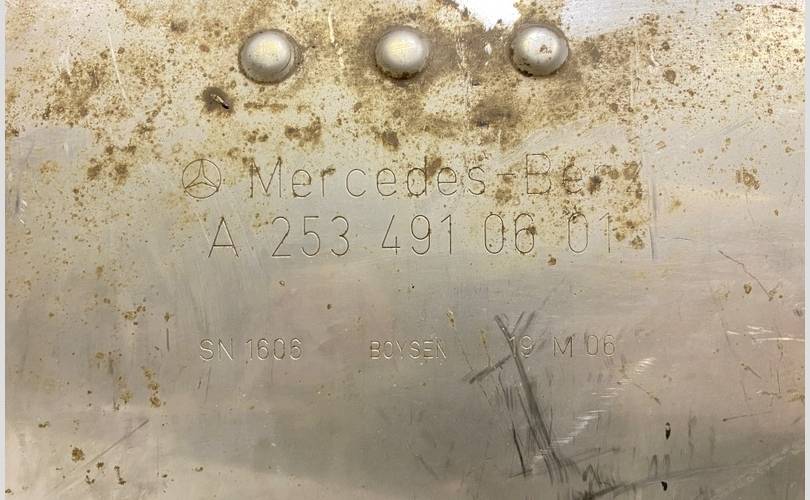 Mercedes-Benz
A 253 491 06 01
SN 1606 BOYSEN 19 M 06